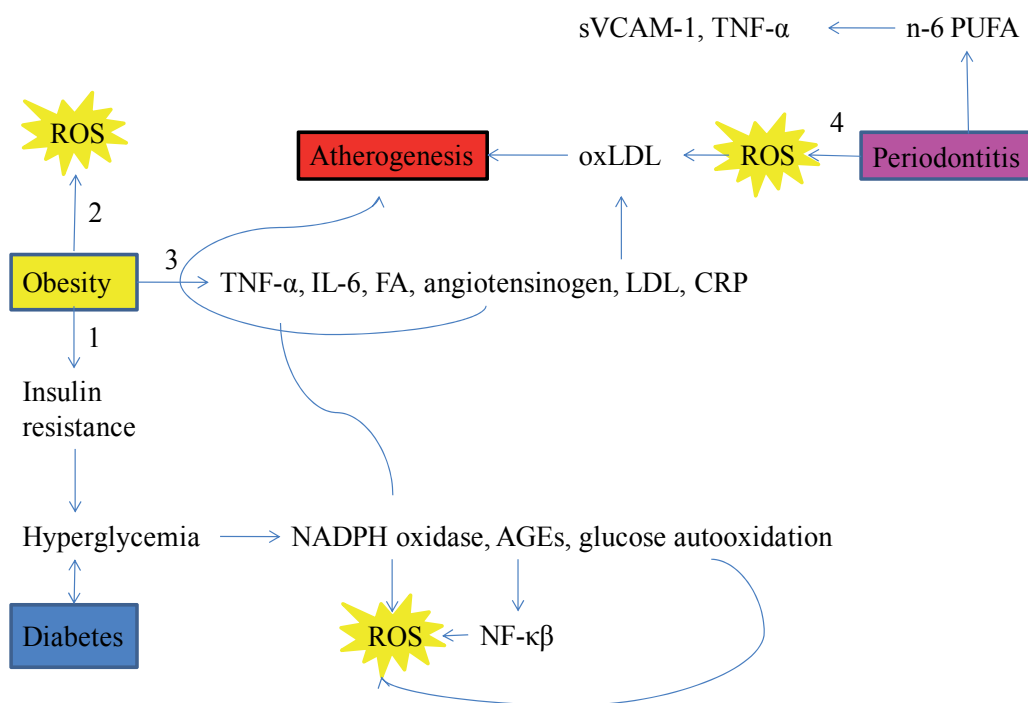 sVCAM-1, TNF-α
n-6 PUFA
ROS
4
Atherogenesis
oxLDL
ROS
Periodontitis
2
3
Obesity
TNF-α, IL-6, FA, angiotensinogen, LDL, CRP
1
Insulin
resistance
Hyperglycemia
NADPH oxidase, AGEs, glucose autooxidation
Diabetes
ROS
NF-κβ